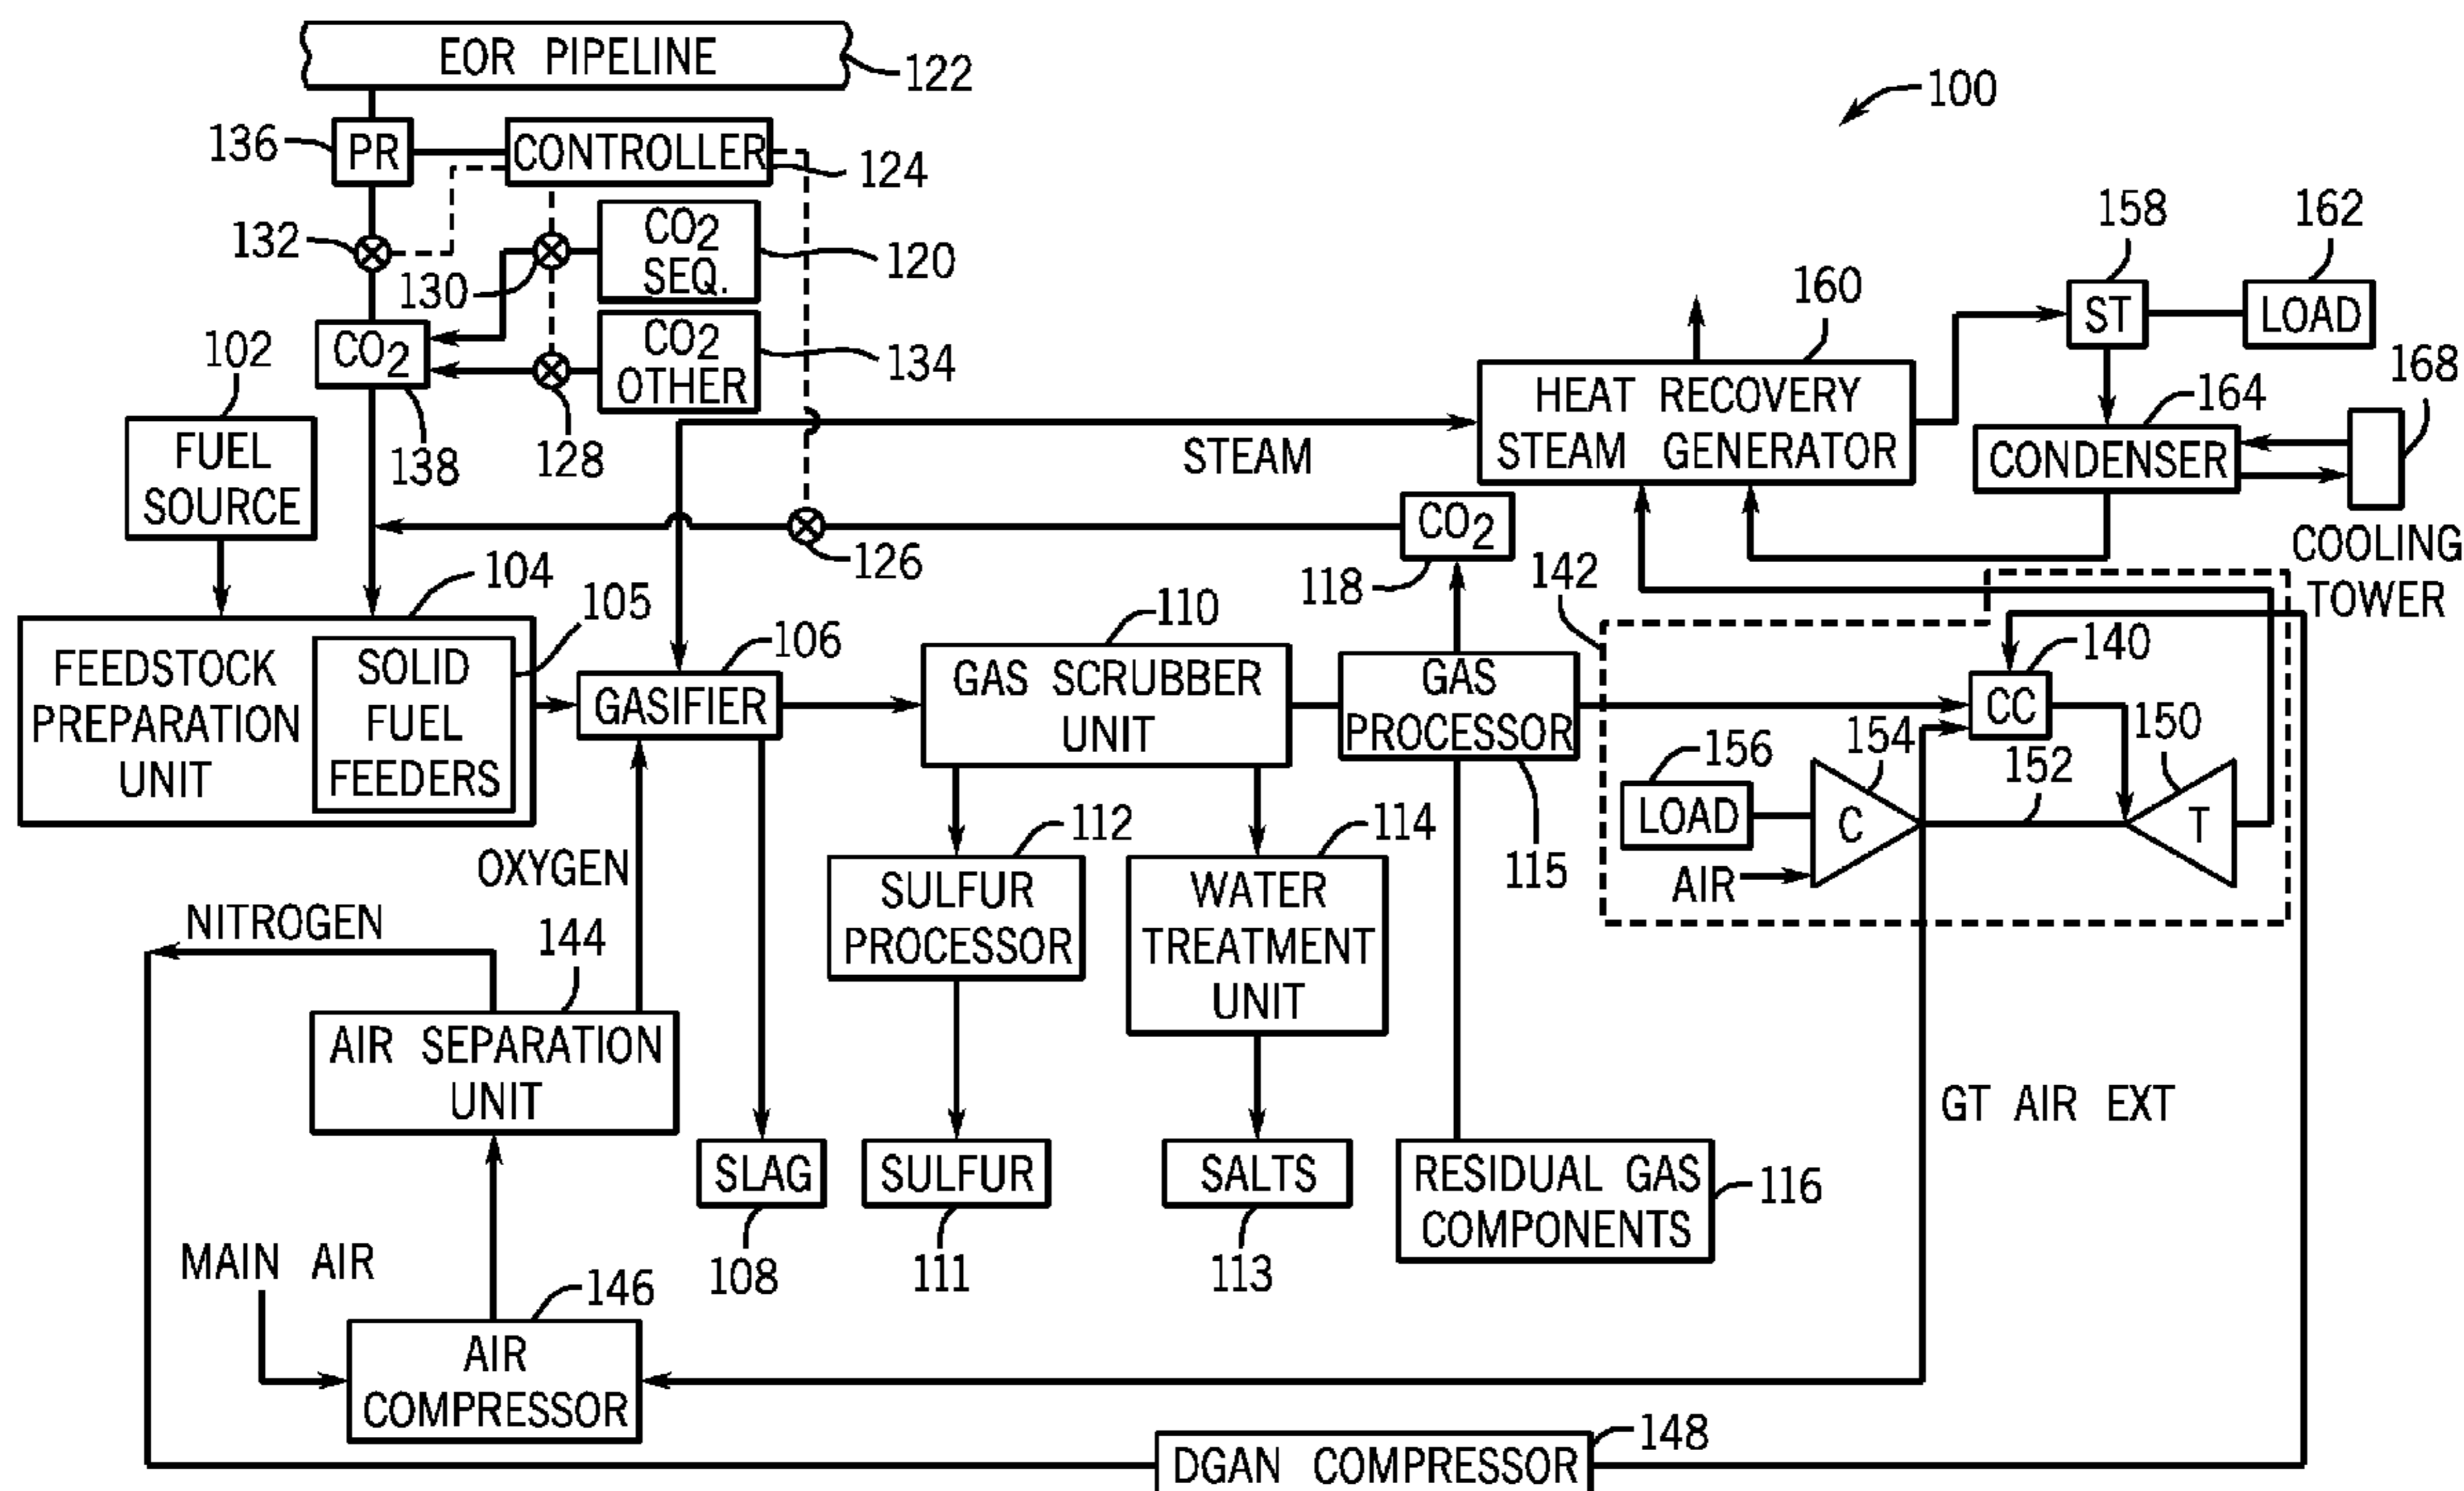 EOR PIPELINE
122
100
136
PR
CONTROLLER
124
132
130
CO2
SEQ.
120
158
162
160
ST
LOAD
102
CO2
138
CO2
OTHER
134
128
168
HEAT RECOVERY
STEAM GENERATOR
164
CONDENSER
STEAM
FUEL
SOURCE
CO2
118
126
142
COOLING
TOWER
104
105
106
110
140
FEEDSTOCK
PREPARATION
UNIT
SOLID
FUEL
FEEDERS
GASIFIER
GAS SCRUBBER
UNIT
GAS
PROCESSOR
115
CC
156
154
152
150
LOAD
C
T
AIR
OXYGEN
112
114
SULFUR
PROCESSOR
WATER
TREATMENT
UNIT
NITROGEN
144
AIR SEPARATION
UNIT
GT AIR EXT
SLAG
108
SULFUR
111
SALTS
113
RESIDUAL GAS
COMPONENTS
116
MAIN AIR
146
AIR
COMPRESSOR
DGAN COMPRESSOR
148